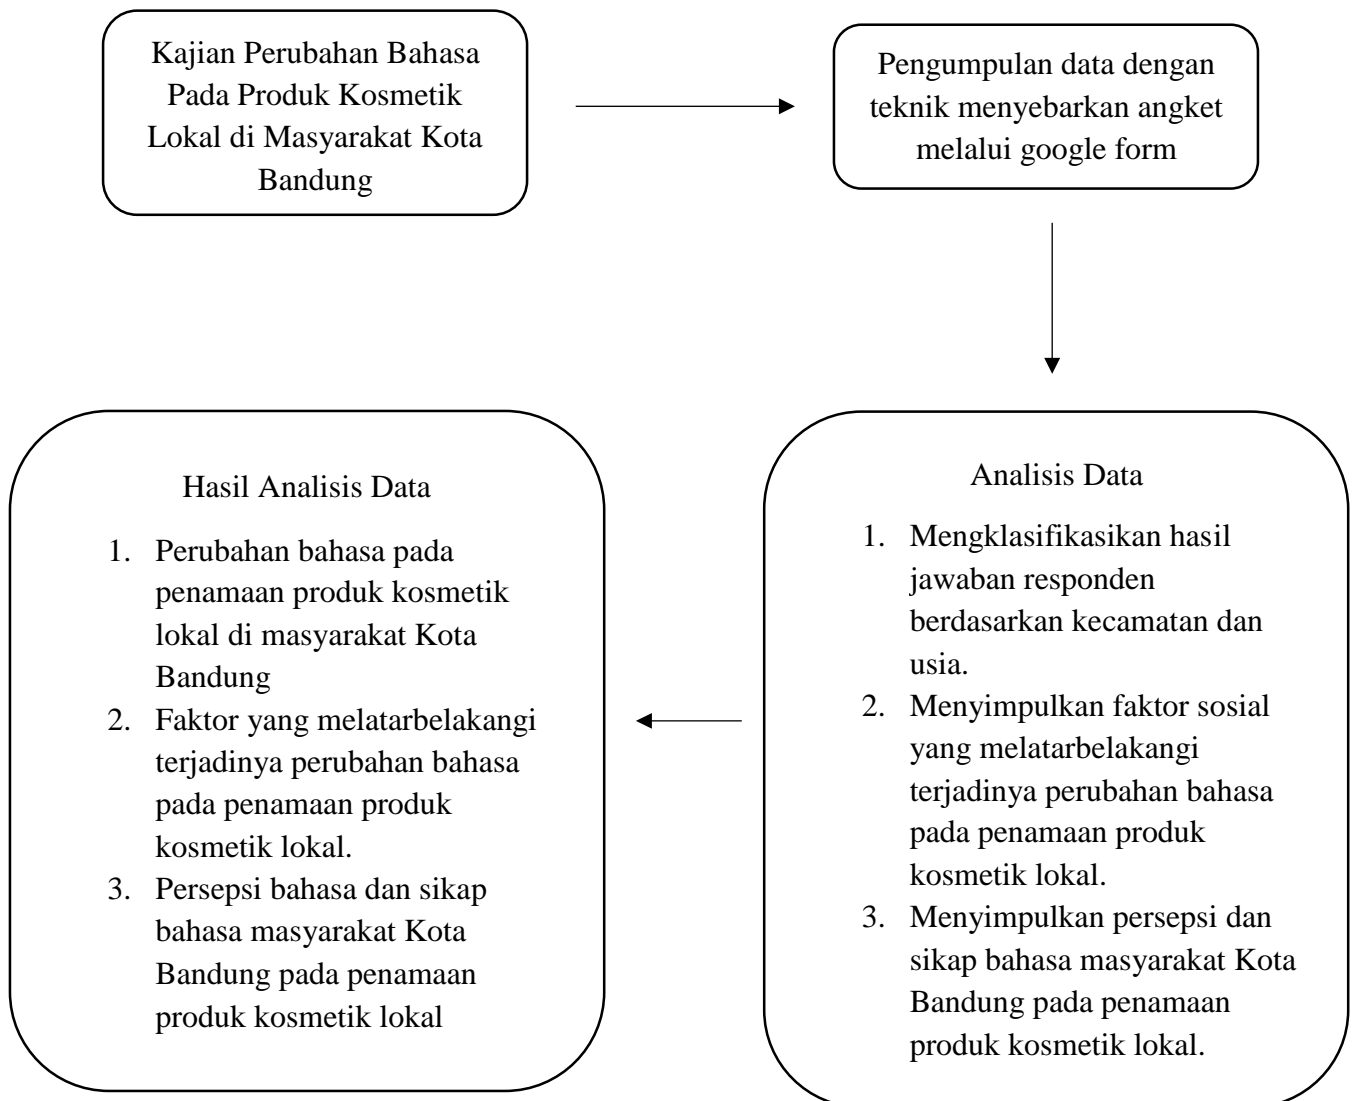 Kajian Perubahan Bahasa
Pada Produk Kosmetik
Lokal di Masyarakat Kota
Bandung
Pengumpulan data dengan
teknik menyebarkan angket
melalui google form
Analisis Data
1. Mengklasifikasikan hasil
jawaban responden
berdasarkan kecamatan dan
usia.
2. Menyimpulkan faktor sosial
yang melatarbelakangi
terjadinya perubahan bahasa
pada penamaan produk
kosmetik lokal.
3. Menyimpulkan persepsi dan
sikap bahasa masyarakat Kota
Bandung pada penamaan
produk kosmetik lokal.
Hasil Analisis Data
1. Perubahan bahasa pada
penamaan produk kosmetik
lokal di masyarakat Kota
Bandung
2. Faktor yang melatarbelakangi
terjadinya perubahan bahasa
pada penamaan produk
kosmetik lokal.
3. Persepsi bahasa dan sikap
bahasa masyarakat Kota
Bandung pada penamaan
produk kosmetik lokal